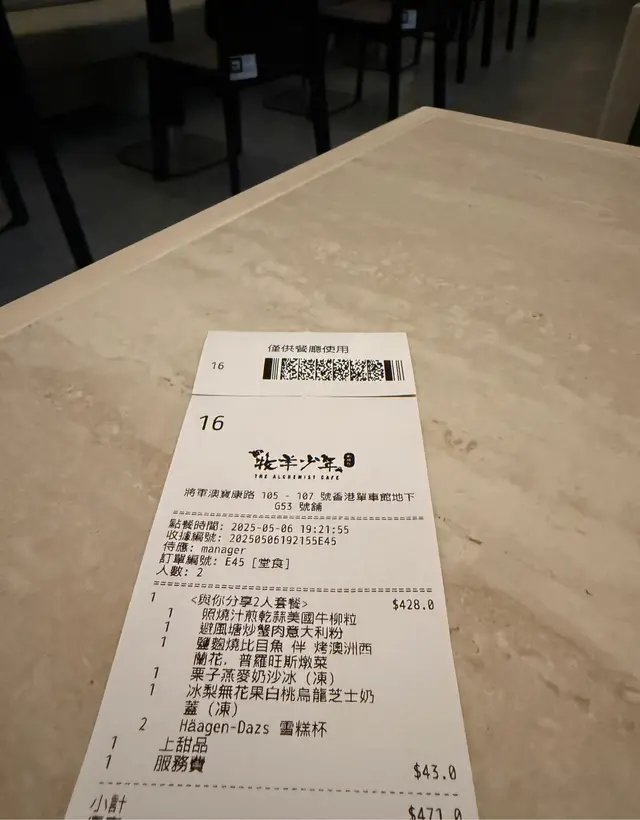 僅供餐廳使用
16
16
牧羊少年
THE ALCHEMIST CAFE
將軍澳寶康路 105 - 107 號香港單車館地下
G53 號舖
點餐時間: 2025-05-06 19:21:55
收據編號: 20250506192155E45
侍應: manager
訂單編號: E45 [堂食]
人數: 2
1 <與你分享2人套餐> $428.0
1 照燒汁煎乾蒜美國牛柳粒
1 避風塘炒蟹肉意大利粉
1 鹽麴燒比目魚 伴 烤澳洲西
蘭花, 普羅旺斯燉菜
1 栗子燕麥奶沙冰 (凍)
1 冰梨無花果白桃烏龍芝士奶
蓋 (凍)
2 Häagen-Dazs 雪糕杯
1 上甜品
1 服務費 $43.0
小計 $471.0